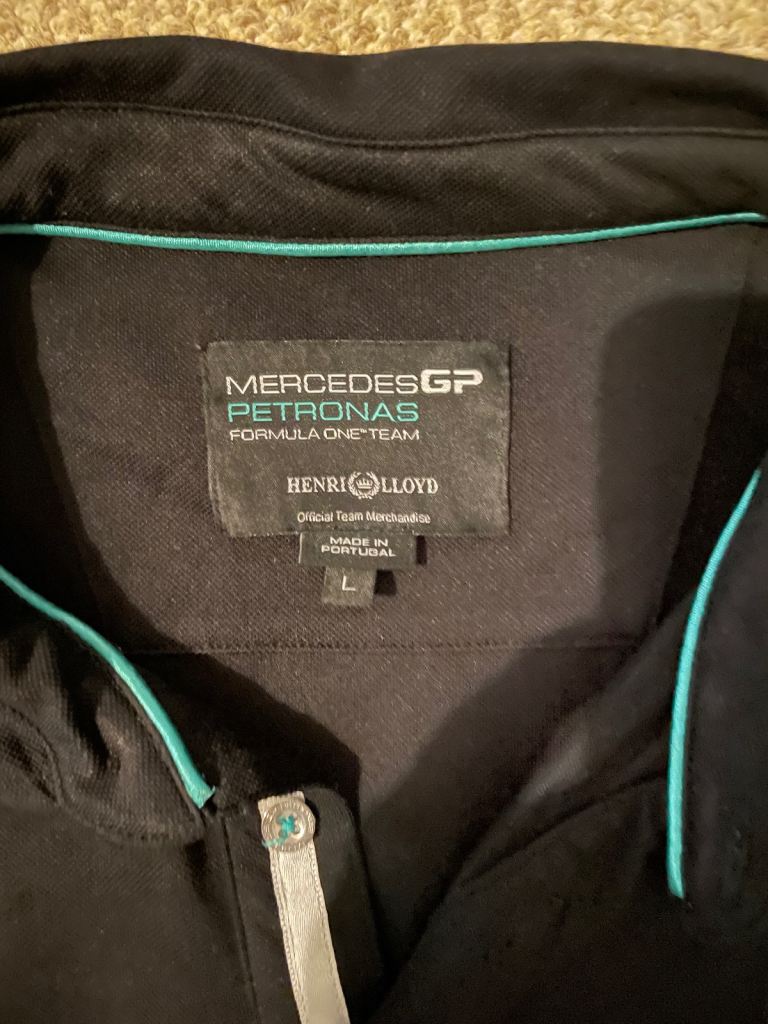 MERCEDESGP
PETRONAS
FORMULA ONE™ TEAM
HENRI LLOYD
Official Team Merchandise
MADE IN
PORTUGAL
L